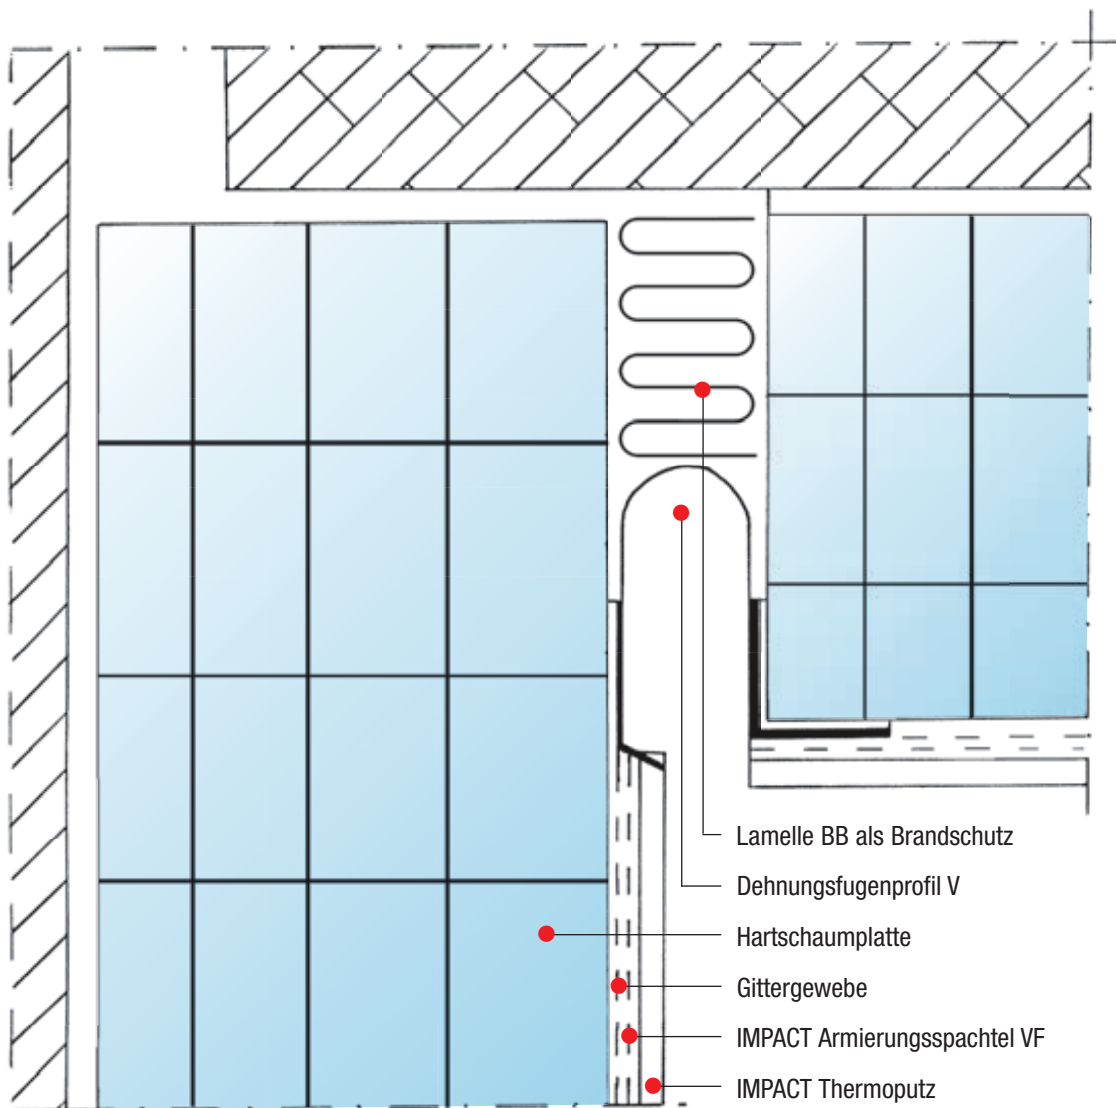 Lamelle BB als Brandschutz
Dehnungsfugenprofil V
Hartschaumplatte
Gittergewebe
IMPACT Armierungsspachtel VF
IMPACT Thermoputz